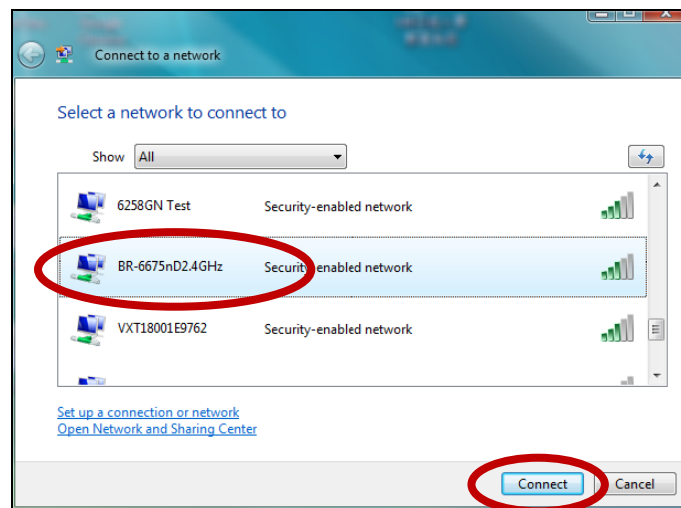 Connect to a network
Select a network to connect to
Show All
6258GN Test Security-enabled network
BR-6675nD2.4GHz Security-enabled network
VXT18001E9762 Security-enabled network
Set up a connection or network
Open Network and Sharing Center
Connect Cancel